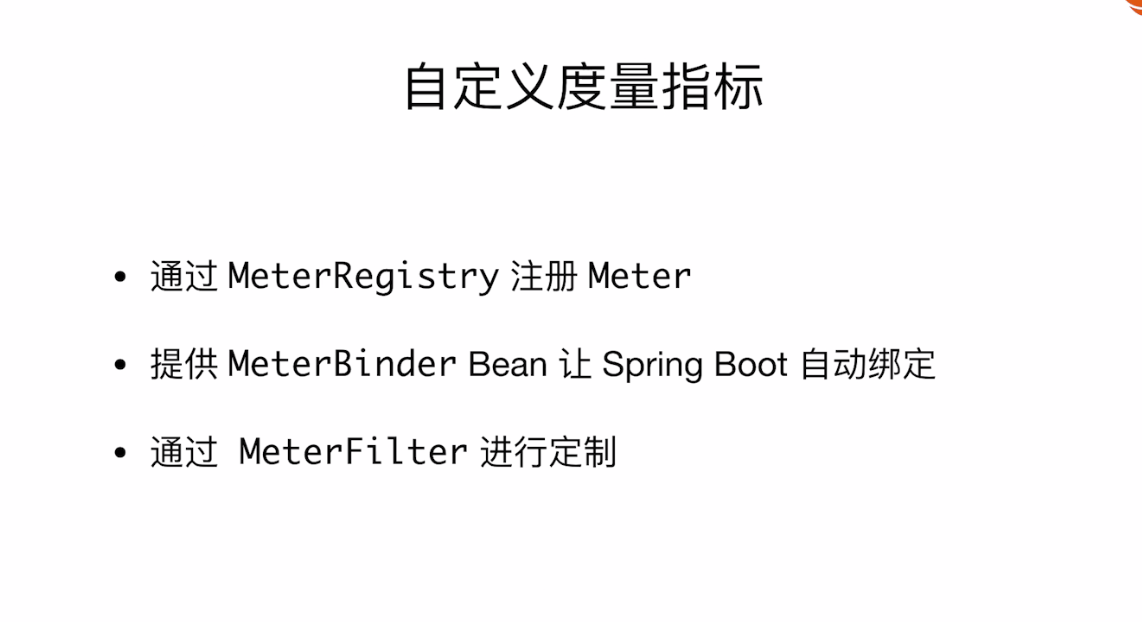 自定义度量指标
• 通过 MeterRegistry 注册 Meter
• 提供 MeterBinder Bean 让 Spring Boot 自动绑定
• 通过 MeterFilter 进行定制